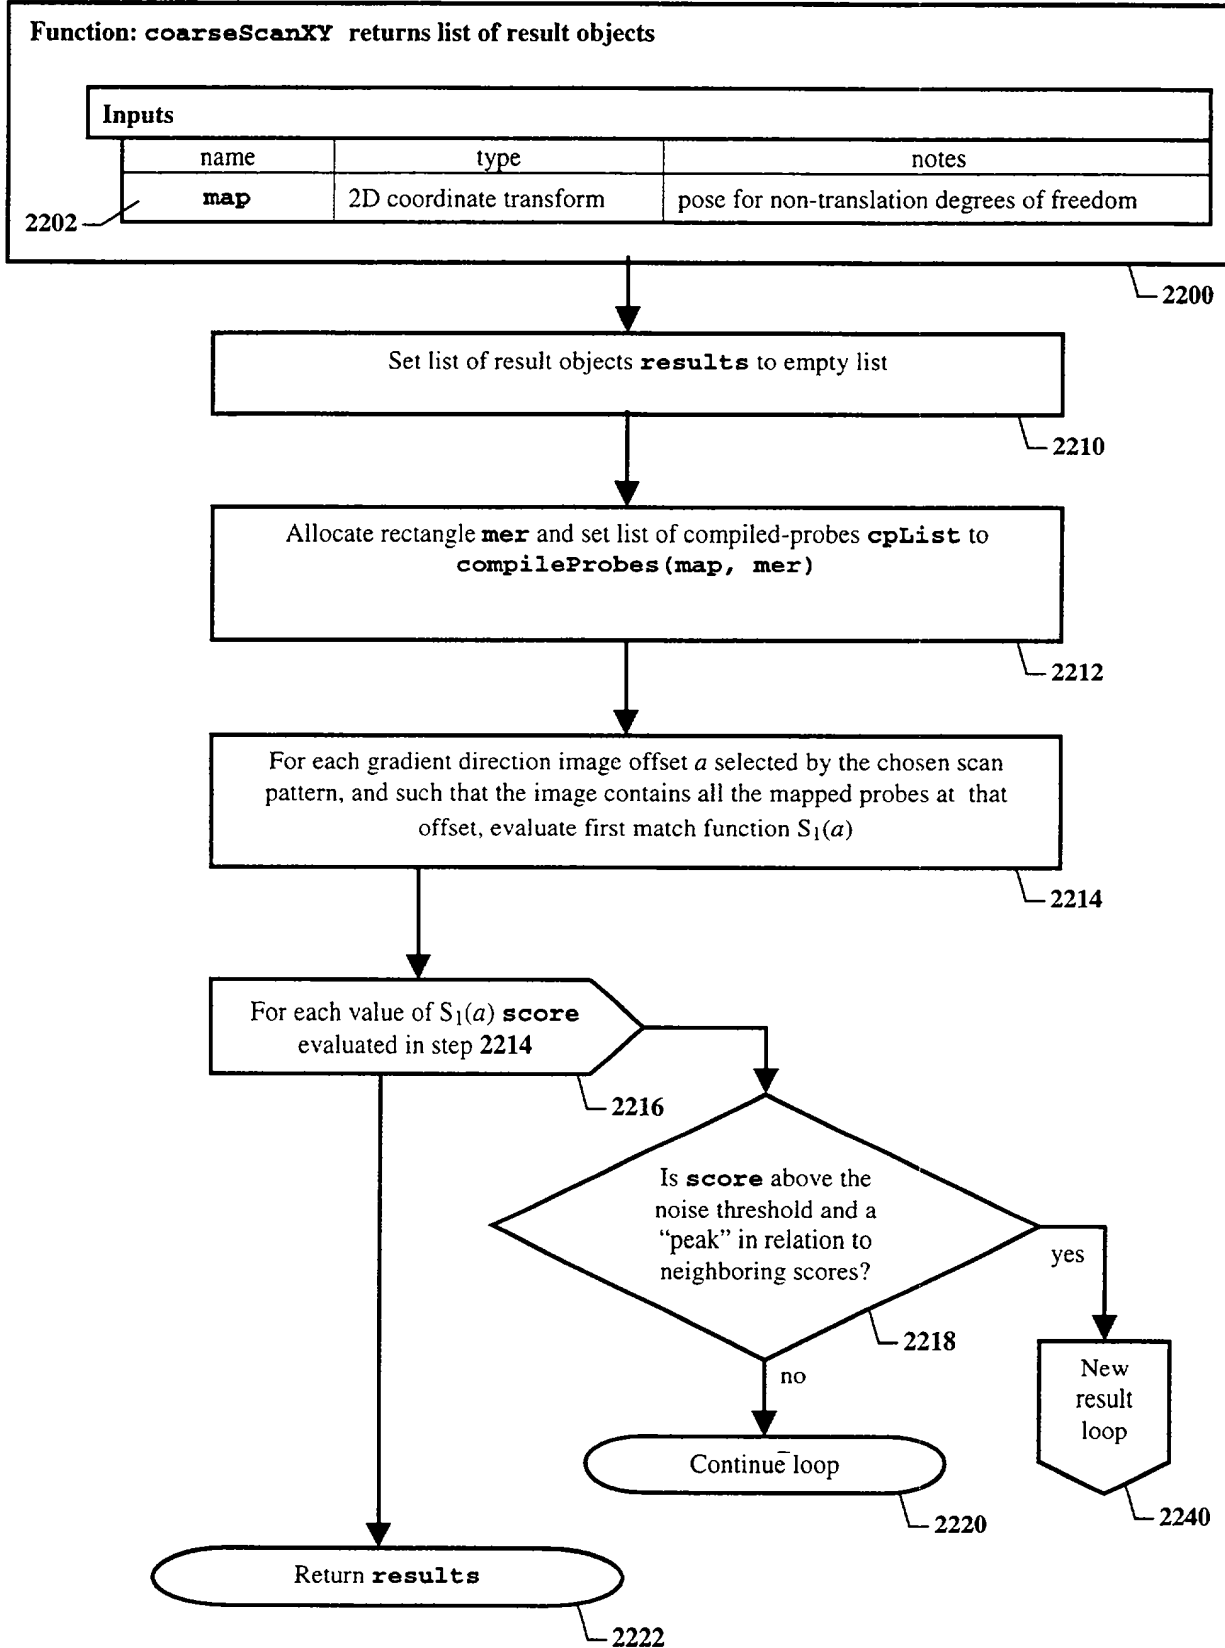 Function: coarseScanXY returns list of result objects
Inputs
name type notes
map 2D coordinate transform pose for non-translation degrees of freedom
2202
2200
Set list of result objects results to empty list
2210
Allocate rectangle mer and set list of compiled-probes cpList to
compileProbes(map, mer)
2212
For each gradient direction image offset a selected by the chosen scan
pattern, and such that the image contains all the mapped probes at that
offset, evaluate first match function S1(a)
2214
For each value of S1(a) score
evaluated in step 2214
2216
Is score above the
noise threshold and a
“peak” in relation to
neighboring scores?
yes
2218
no
New
result
loop
Continue loop
2220
2240
Return results
2222